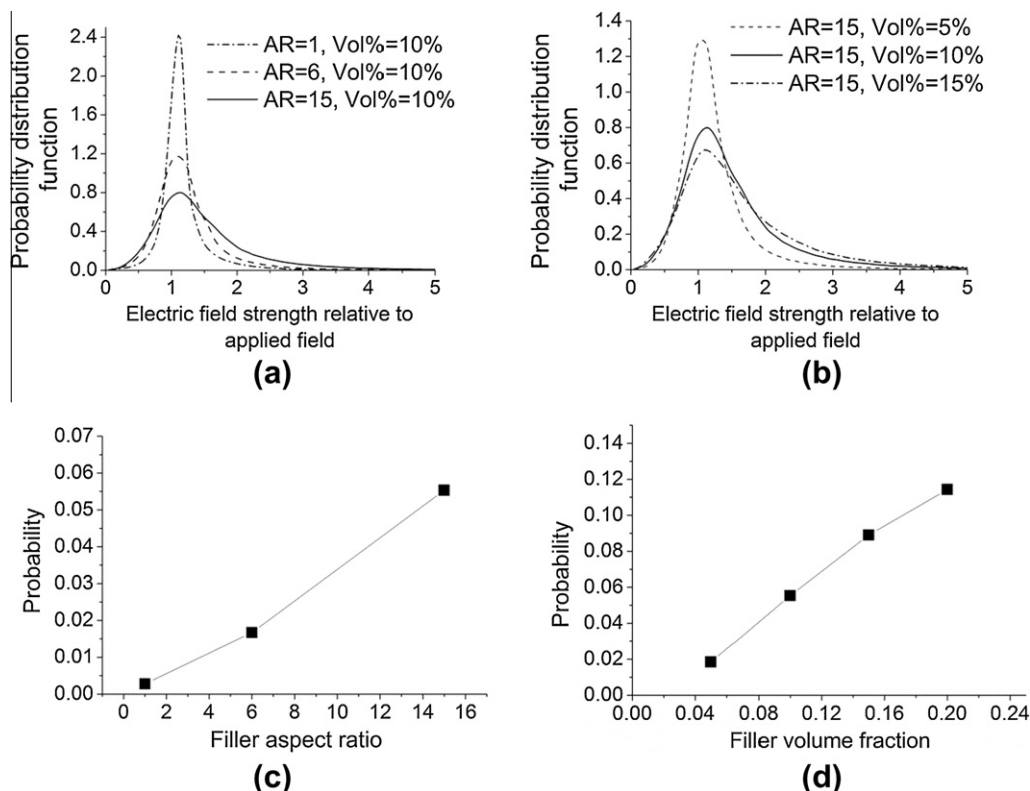 Probability distribution
function
2.4
2.0
1.6
1.2
0.8
0.4
0.0
AR=1, Vol%=10%
AR=6, Vol%=10%
AR=15, Vol%=10%
0 1 2 3 4 5
Electric field strength relative to
applied field
(a)
Probability distribution
function
1.2
1.0
0.8
0.6
0.4
0.2
0.0
AR=15, Vol%=5%
AR=15, Vol%=10%
AR=15, Vol%=15%
0 1 2 3 4 5
Electric field strength relative to
applied field
(b)
Probability
0.07
0.06
0.05
0.04
0.03
0.02
0.01
0.00
0 2 4 6 8 10 12 14 16
Filler aspect ratio
(c)
Probability
0.14
0.12
0.10
0.08
0.06
0.04
0.02
0.00
0.00 0.04 0.08 0.12 0.16 0.20 0.24
Filler volume fraction
(d)